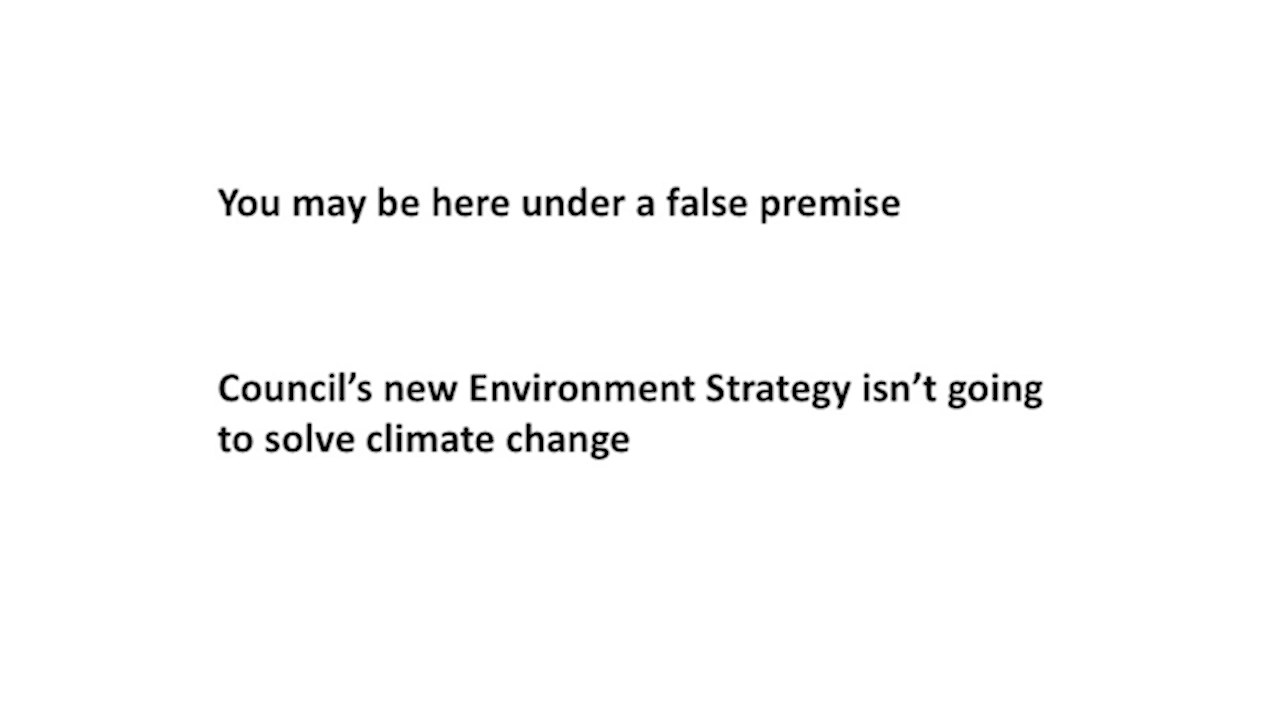 You may be here under a false premise
Council’s new Environment Strategy isn’t going
to solve climate change